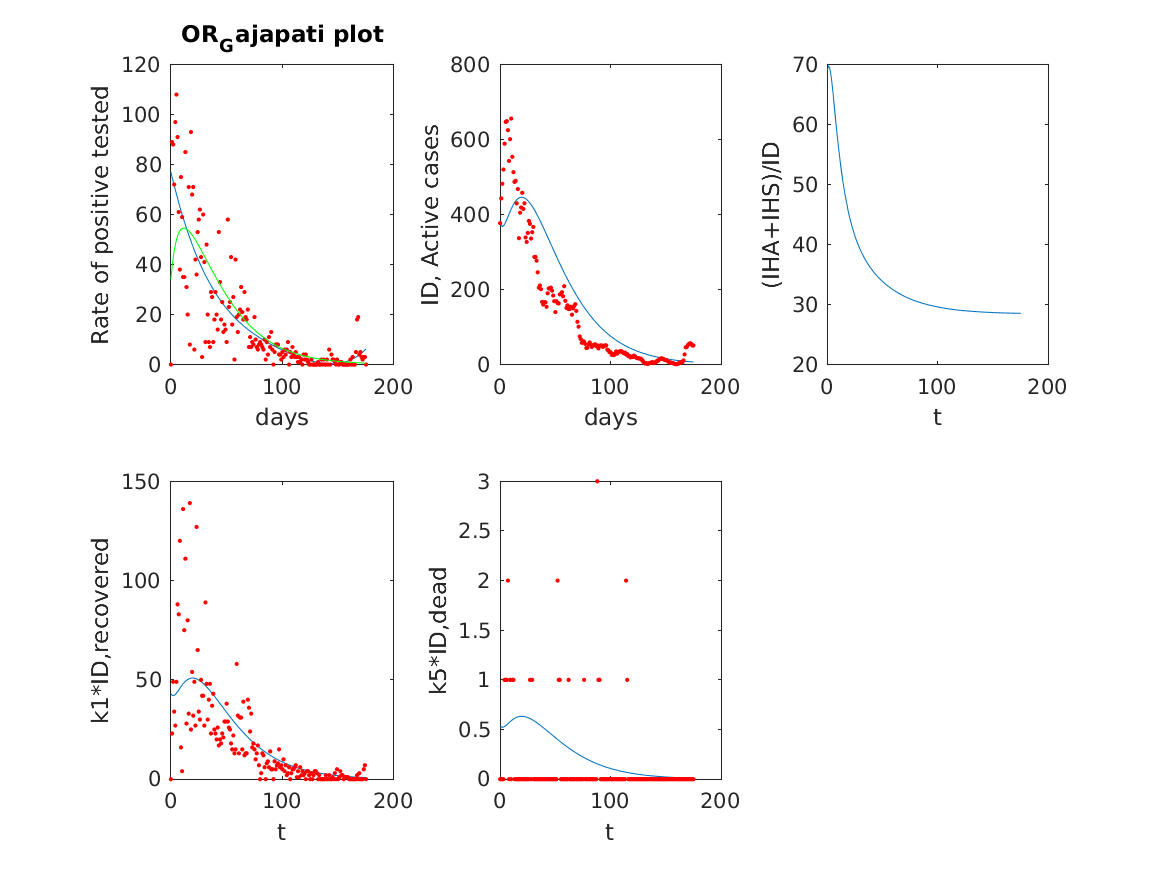 OR_Gajapati plot
120
100
80
60
40
20
0
Rate of positive tested
0 100 200
days
800
600
400
200
0
ID, Active cases
0 100 200
days
70
60
50
40
30
20
(IHA+IHS)/ID
0 100 200
t
150
100
50
0
k1*ID,recovered
0 100 200
t
3
2.5
2
1.5
1
0.5
0
k5*ID,dead
0 100 200
t